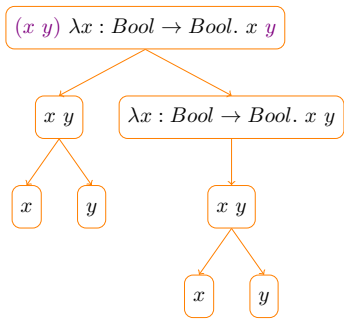 (x y) λx : Bool → Bool. x y
x y
λx : Bool → Bool. x y
x
y
x y
x
y